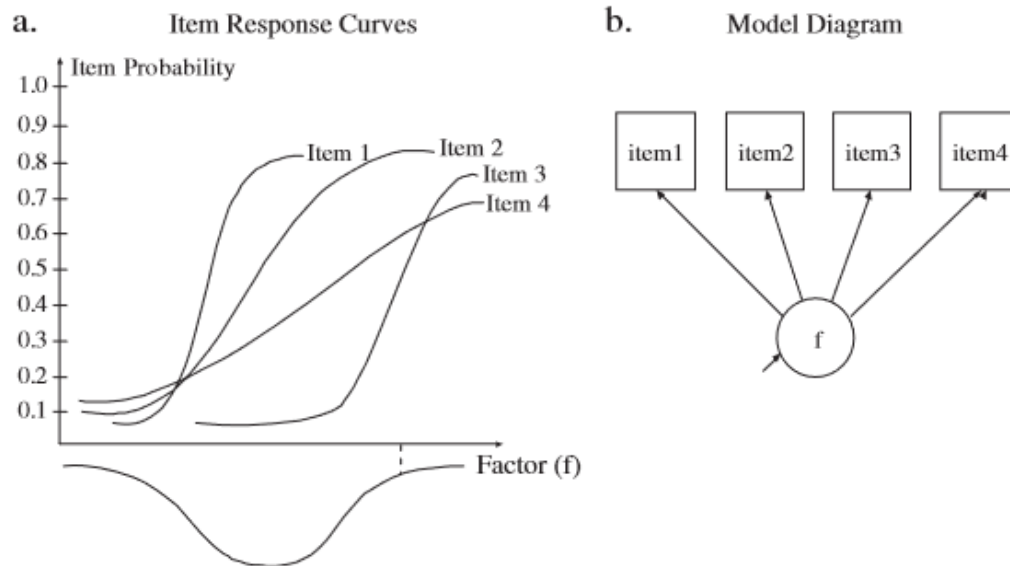 a.
Item Response Curves
Item Probability
1.0
0.9
0.8
0.7
0.6
0.5
0.4
0.3
0.2
0.1
Item 1
Item 2
Item 3
Item 4
Factor (f)
b.
Model Diagram
item1
item2
item3
item4
f